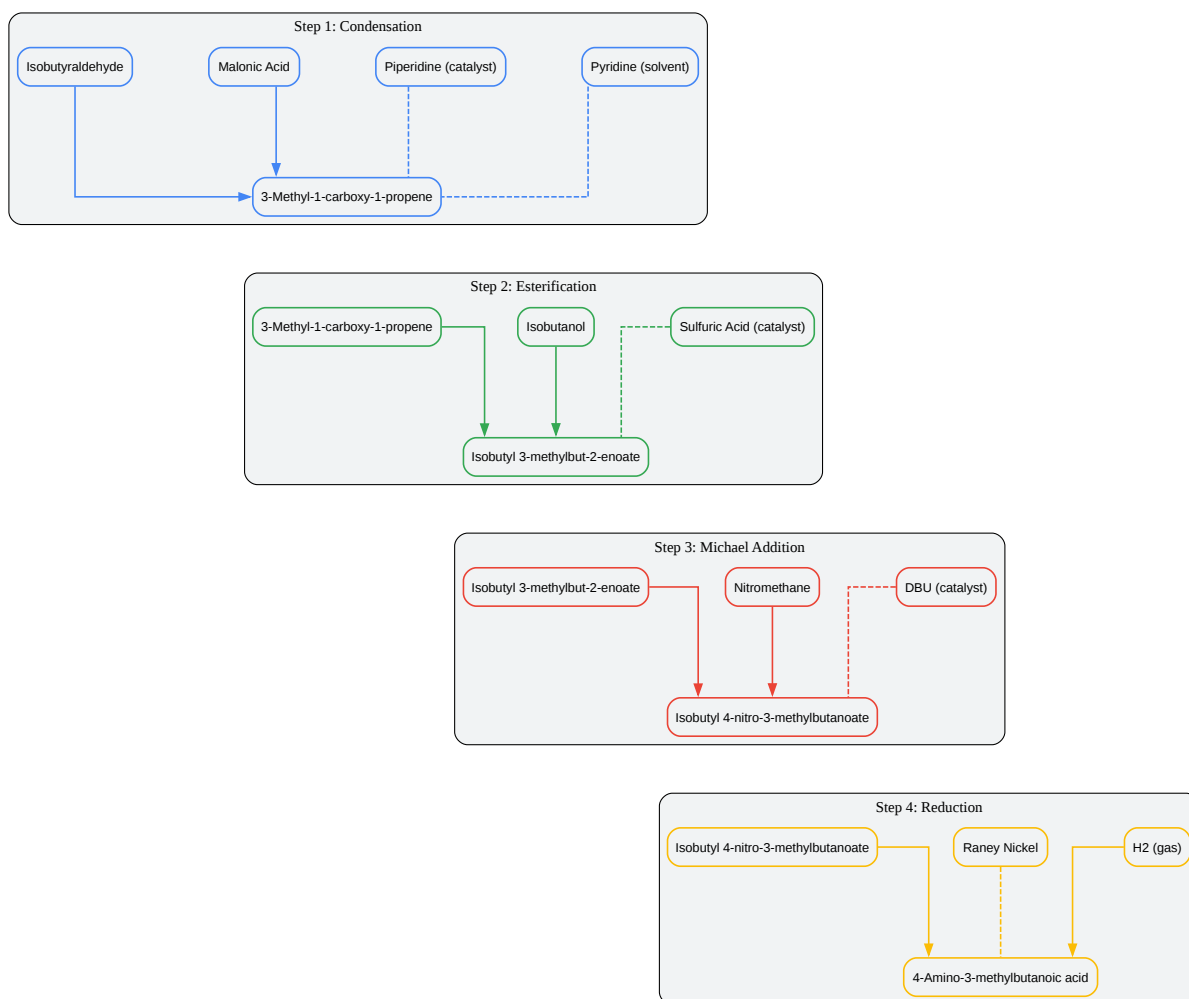 Step 1: Condensation
Isobutyraldehyde
Malonic Acid
Piperidine (catalyst)
Pyridine (solvent)
3-Methyl-1-carboxy-1-propene
Step 2: Esterification
3-Methyl-1-carboxy-1-propene
Isobutanol
Sulfuric Acid (catalyst)
Isobutyl 3-methylbut-2-enoate
Step 3: Michael Addition
Isobutyl 3-methylbut-2-enoate
Nitromethane
DBU (catalyst)
Isobutyl 4-nitro-3-methylbutanoate
Step 4: Reduction
Isobutyl 4-nitro-3-methylbutanoate
Raney Nickel
H2 (gas)
4-Amino-3-methylbutanoic acid